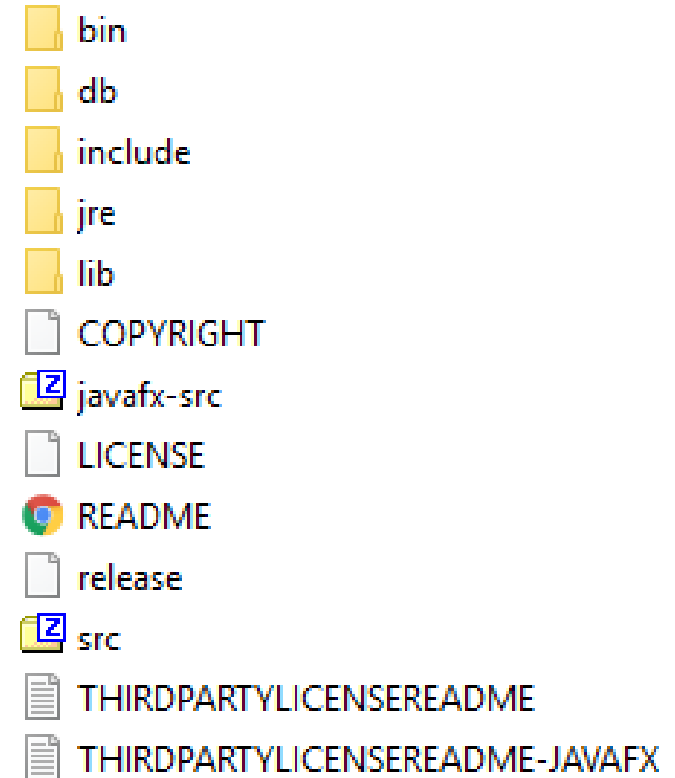 bin
db
include
jre
lib
COPYRIGHT
javafx-src
LICENSE
README
release
src
THIRDPARTYLICENSEREADME
THIRDPARTYLICENSEREADME-JAVAFX